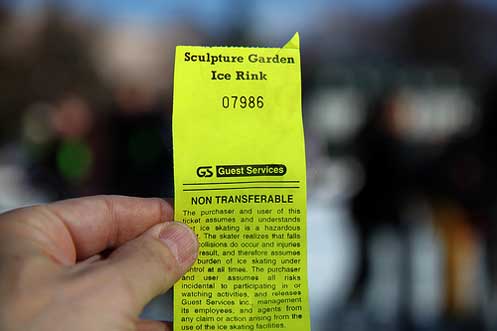 Sculpture Garden
Ice Rink
07986
GS Guest Services
NON TRANSFERABLE
The purchaser and user of this
ticket assumes and understands
ice skating is a hazardous
The skater realizes that falls
collisions do occur and injuries
result, and therefore assumes
burden of ice skating under
control at all times. The purchaser
and user assumes all risks
incidental to participating in or
watching activities, and releases
Guest Services Inc., management
its employees, and agents from
any claim or action arising from the
use of the ice skating facilities.